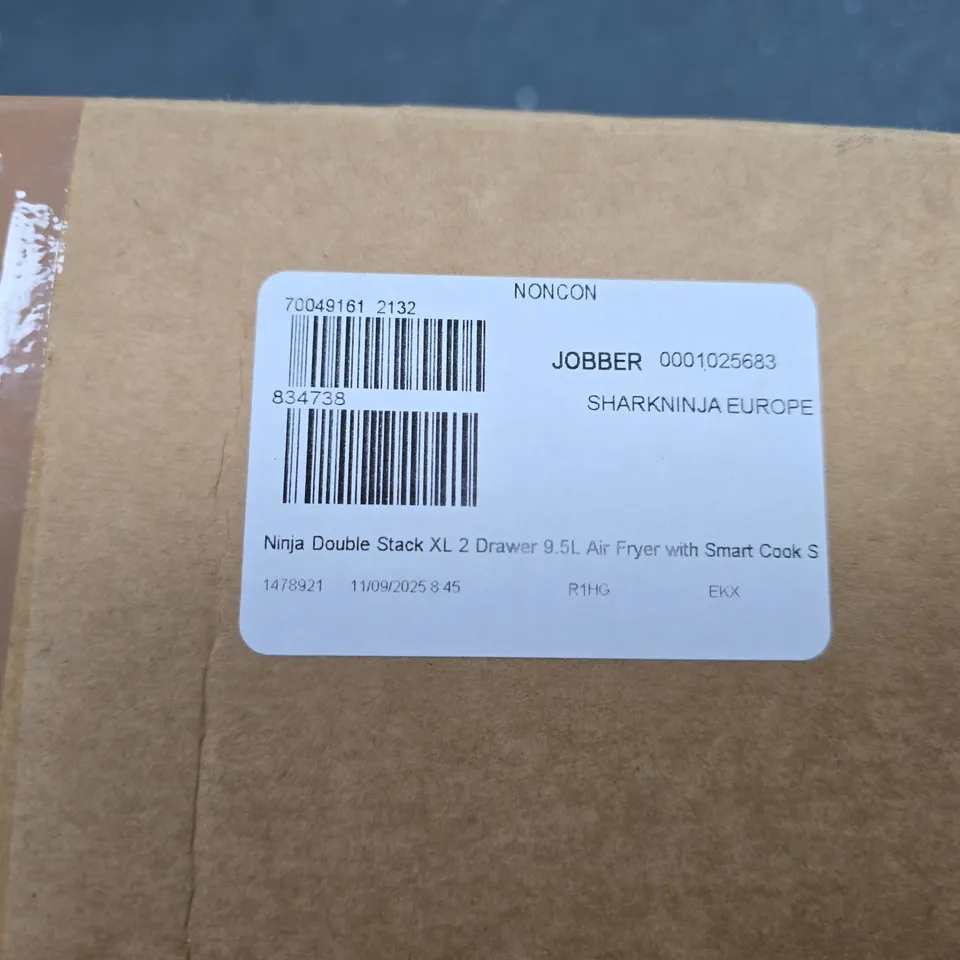 NONCON
70049161 2132
JOBBER 0001025683
834738
SHARKNINJA EUROPE
Ninja Double Stack XL 2 Drawer 9.5L Air Fryer with Smart Cook S
1478921 11/09/2025 8 45 R1HG EKX